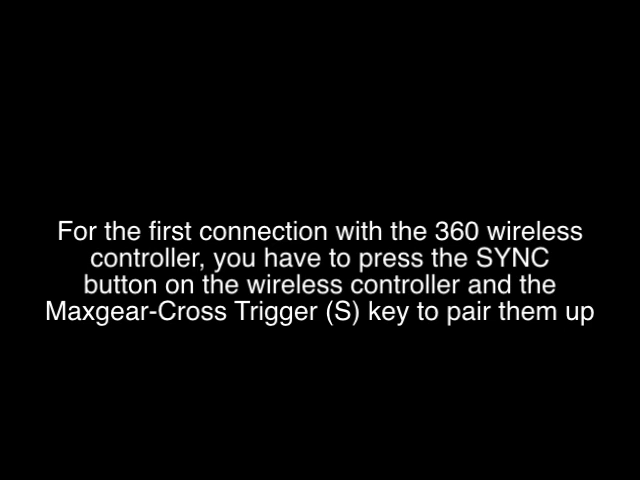 For the first connection with the 360 wireless
controller, you have to press the SYNC
button on the wireless controller and the
Maxgear-Cross Trigger (S) key to pair them up